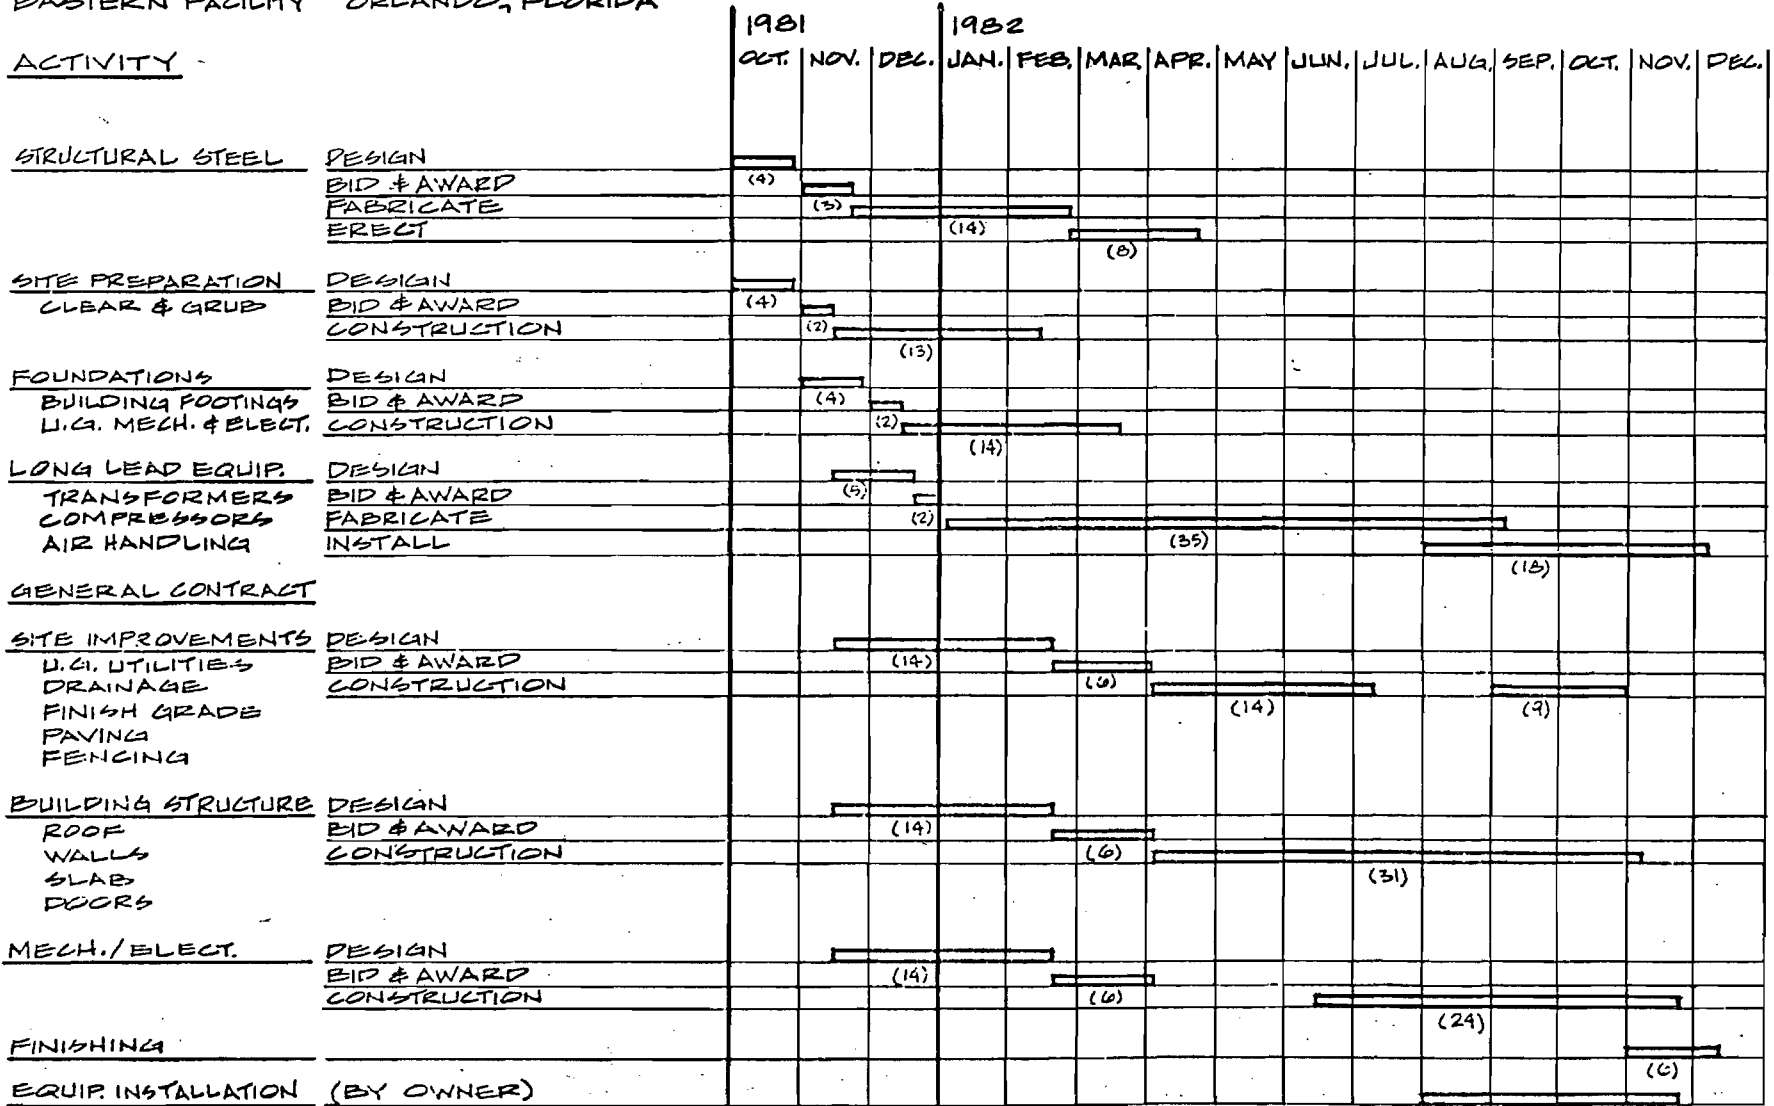 EASTERN FACILITY ORLANDO, FLORIDA
1981 1982
ACTIVITY OCT. NOV. DEC. JAN. FEB. MAR. APR. MAY JUN. JUL. AUG. SEP. OCT. NOV. DEC.
STRUCTURAL STEEL DESIGN
(4)
BID & AWARD
(3)
FABRICATE
(14)
ERECT
(8)
SITE PREPARATION DESIGN
(4)
CLEAR & GRUB BID & AWARD
(2)
CONSTRUCTION
(13)
FOUNDATIONS DESIGN
(4)
BUILDING FOOTINGS BID & AWARD
(2)
U.G. MECH. & ELECT. CONSTRUCTION
(14)
LONG LEAD EQUIP. DESIGN
(5)
TRANSFORMERS BID & AWARD
(2)
COMPRESSORS FABRICATE
(35)
AIR HANDLING INSTALL
(18)
GENERAL CONTRACT
SITE IMPROVEMENTS DESIGN
(14)
U.G. UTILITIES BID & AWARD
(6)
DRAINAGE CONSTRUCTION
(14) (9)
FINISH GRADE
PAVING
FENCING
BUILDING STRUCTURE DESIGN
(14)
ROOF BID & AWARD
(6)
WALLS CONSTRUCTION
(31)
SLAB
DOORS
MECH./ELECT. DESIGN
(14)
BID & AWARD
(6)
CONSTRUCTION
(24)
FINISHING
(6)
EQUIP. INSTALLATION (BY OWNER)